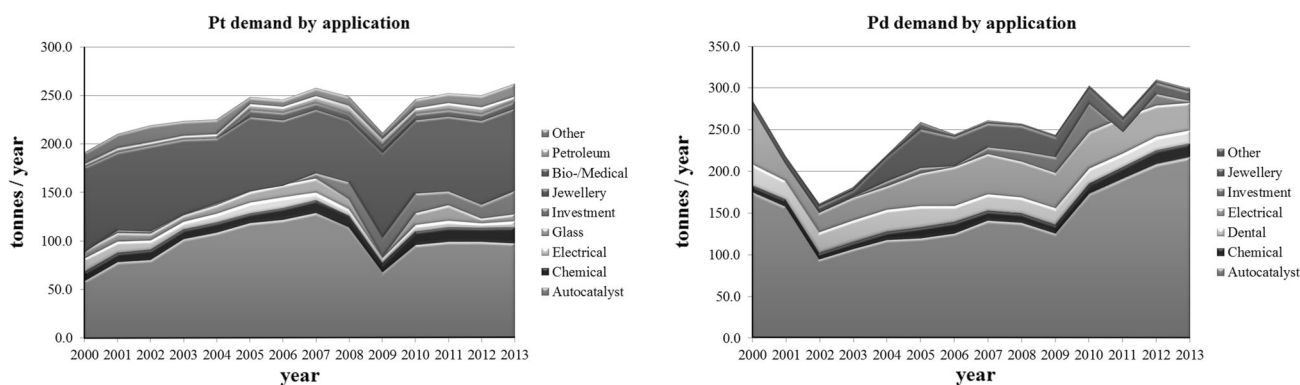 Pt demand by application
300.0
250.0
200.0
150.0
100.0
50.0
0.0
tonnes / year
2000 2001 2002 2003 2004 2005 2006 2007 2008 2009 2010 2011 2012 2013
year
Other
Petroleum
Bio-/Medical
Jewellery
Investment
Glass
Electrical
Chemical
Autocatalyst
Pd demand by application
350.0
300.0
250.0
200.0
150.0
100.0
50.0
0.0
tonnes / year
2000 2001 2002 2003 2004 2005 2006 2007 2008 2009 2010 2011 2012 2013
year
Other
Jewellery
Investment
Electrical
Dental
Chemical
Autocatalyst